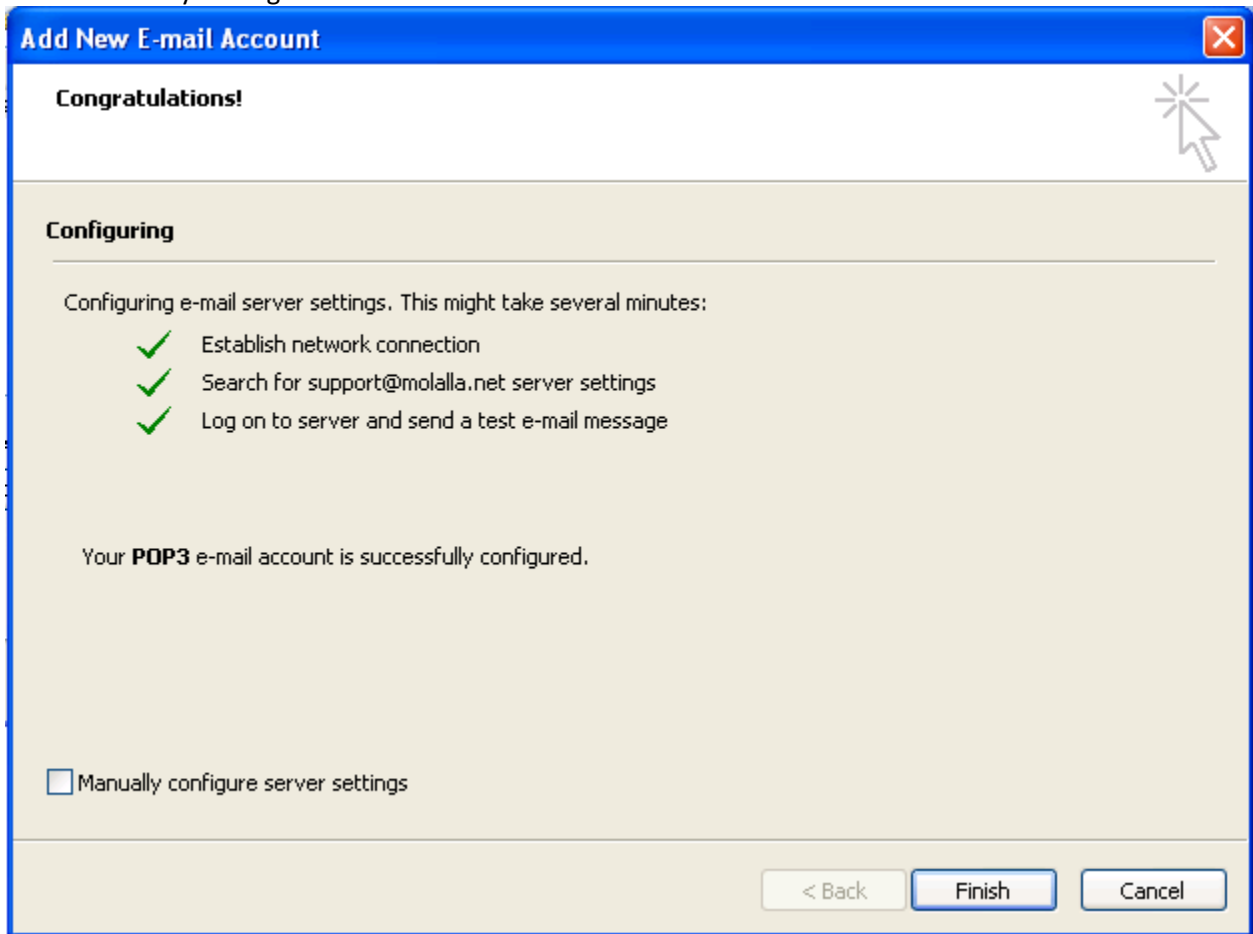 Add New E-mail Account
Congratulations!
Configuring
Configuring e-mail server settings. This might take several minutes:
Establish network connection
Search for support@molalla.net server settings
Log on to server and send a test e-mail message
Your POP3 e-mail account is successfully configured.
Manually configure server settings
< Back Finish Cancel